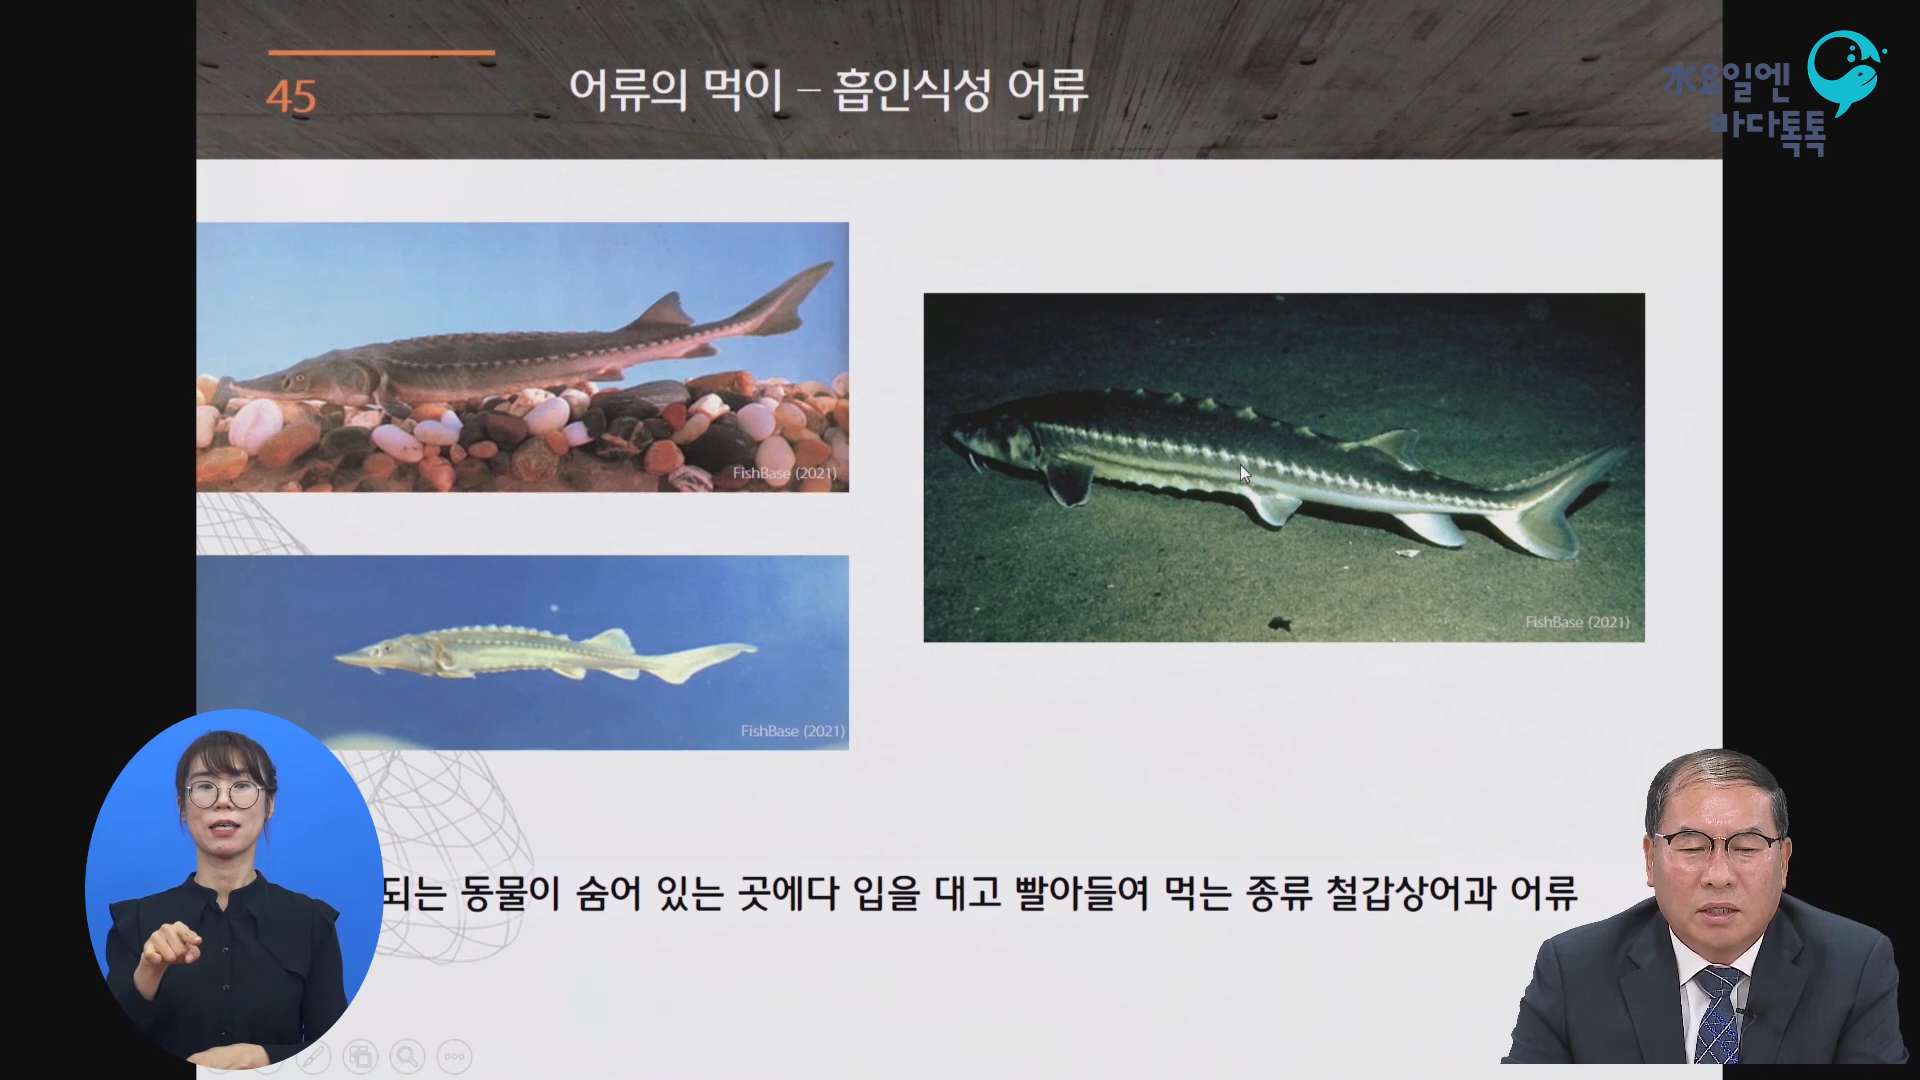 45
어류의 먹이 – 흡인식성 어류
水요일엔
바다톡톡
FishBase (2021)
FishBase (2021)
FishBase (2021)
되는 동물이 숨어 있는 곳에다 입을 대고 빨아들여 먹는 종류 철갑상어과 어류